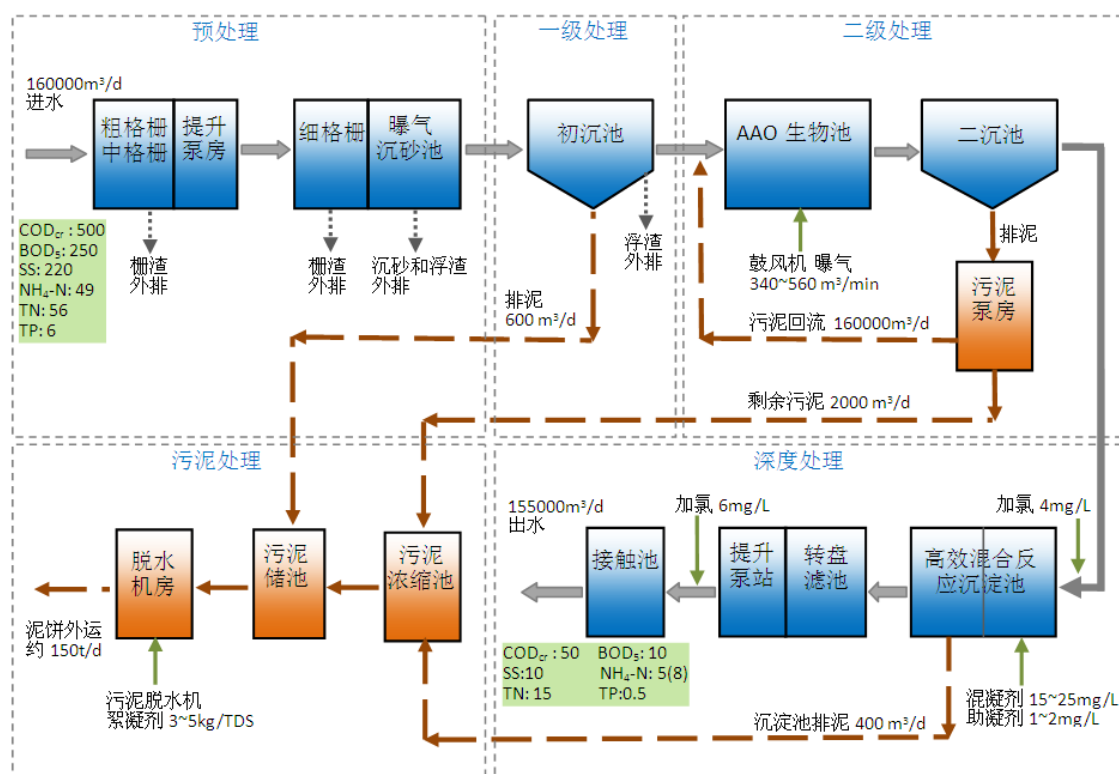 预处理
一级处理
二级处理
160000m³/d
进水
粗格栅
中格栅
提升
泵房
细格栅
曝气
沉砂池
初沉池
AAO 生物池
二沉池
CODcr : 500
BOD₅: 250
SS: 220
NH₄-N: 49
TN: 56
TP: 6
栅渣
外排
栅渣
外排
沉砂和浮渣
外排
浮渣
外排
排泥
600 m³/d
鼓风机 曝气
340~560 m³/min
排泥
污泥
泵房
污泥回流 160000m³/d
剩余污泥 2000 m³/d
污泥处理
深度处理
脱水
机房
污泥
储池
污泥
浓缩池
泥饼外运
约 150t/d
污泥脱水机
絮凝剂 3~5kg/TDS
155000m³/d
出水
加氯 6mg/L
加氯 4mg/L
接触池
提升
泵站
转盘
滤池
高效混合反
应沉淀池
CODcr : 50 BOD₅: 10
SS:10 NH₄-N: 5(8)
TN: 15 TP:0.5
混凝剂 15~25mg/L
助凝剂 1~2mg/L
沉淀池排泥 400 m³/d